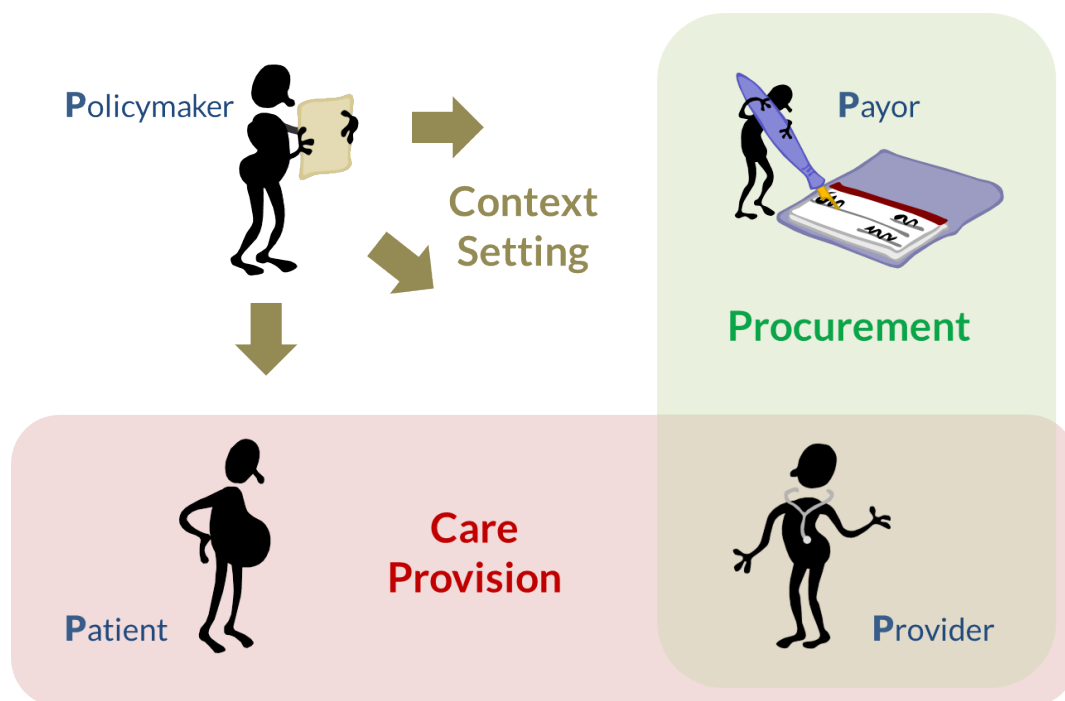 Policymaker
Payor
Context
Setting
Procurement
Care
Provision
Patient
Provider